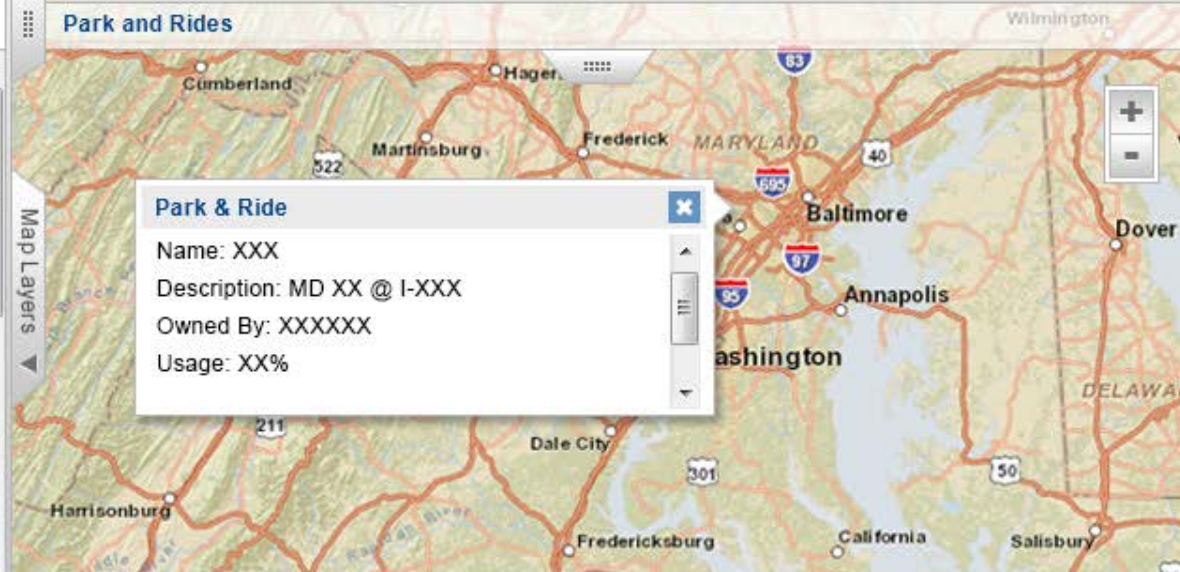 Park and Rides
Wilmington
83
Cumberland
Hager
Martinsburg
Frederick
MARYLAND
40
522
695
Park & Ride
Baltimore
Name: XXX
Dover
Map Layers
Description: MD XX @ I-XXX
97
95
Annapolis
Owned By: XXXXXX
Usage: XX%
ashington
DELAWA
211
Dale City
301
50
Harrisonburg
Fredericksburg
California
Salisbury